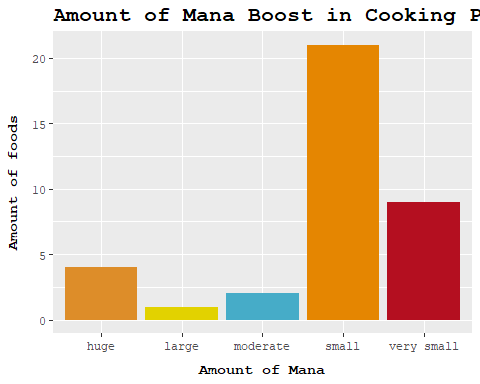 Amount of Mana Boost in Cooking P
Amount of foods
20
15
10
5
0
huge large moderate small very small
Amount of Mana